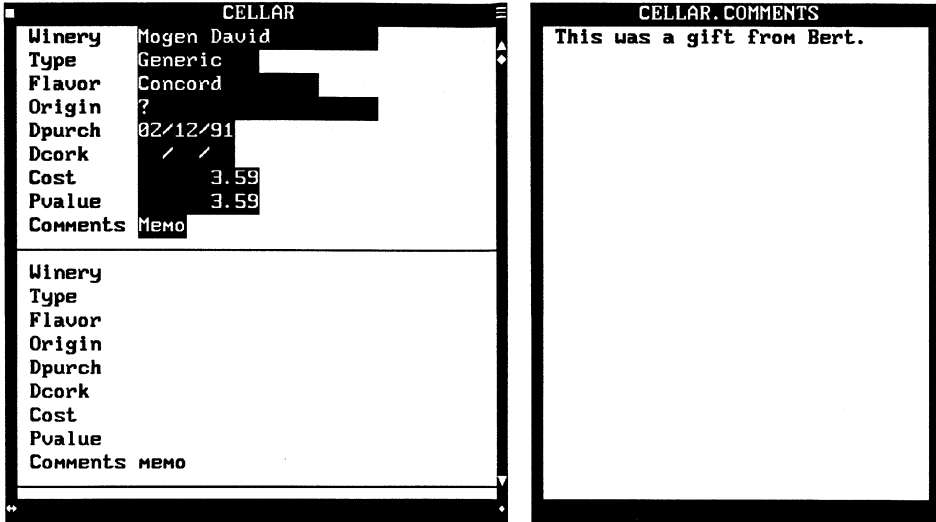 CELLAR
Winery Mogen David
Type Generic
Flavor Concord
Origin ?
Dpurch 02/12/91
Dcork / /
Cost 3.59
Pvalue 3.59
Comments Memo
Winery
Type
Flavor
Origin
Dpurch
Dcork
Cost
Pvalue
Comments memo
CELLAR.COMMENTS
This was a gift from Bert.